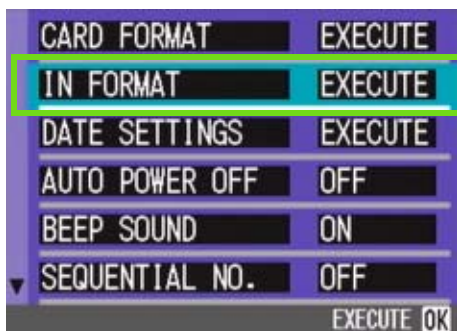 CARD FORMAT EXECUTE
IN FORMAT EXECUTE
DATE SETTINGS EXECUTE
AUTO POWER OFF OFF
BEEP SOUND ON
SEQUENTIAL NO. OFF
EXECUTE OK